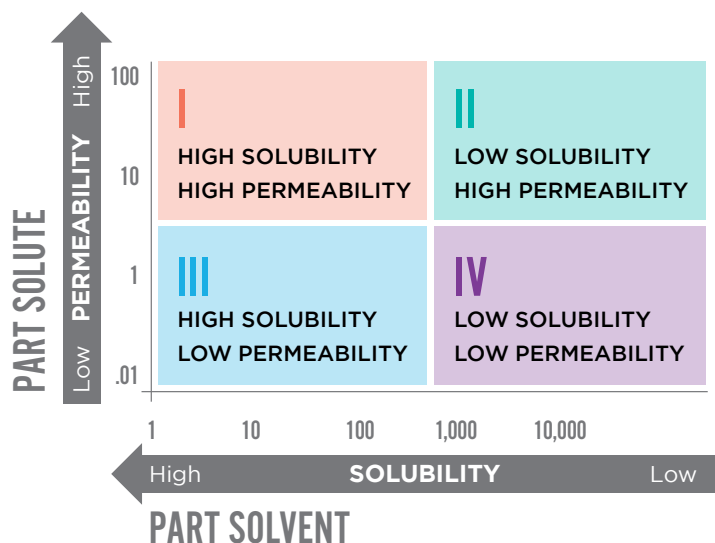 PART SOLUTE
Low PERMEABILITY High
100
10
1
.01
I
HIGH SOLUBILITY
HIGH PERMEABILITY
II
LOW SOLUBILITY
HIGH PERMEABILITY
III
HIGH SOLUBILITY
LOW PERMEABILITY
IV
LOW SOLUBILITY
LOW PERMEABILITY
1 10 100 1,000 10,000
High SOLUBILITY Low
PART SOLVENT